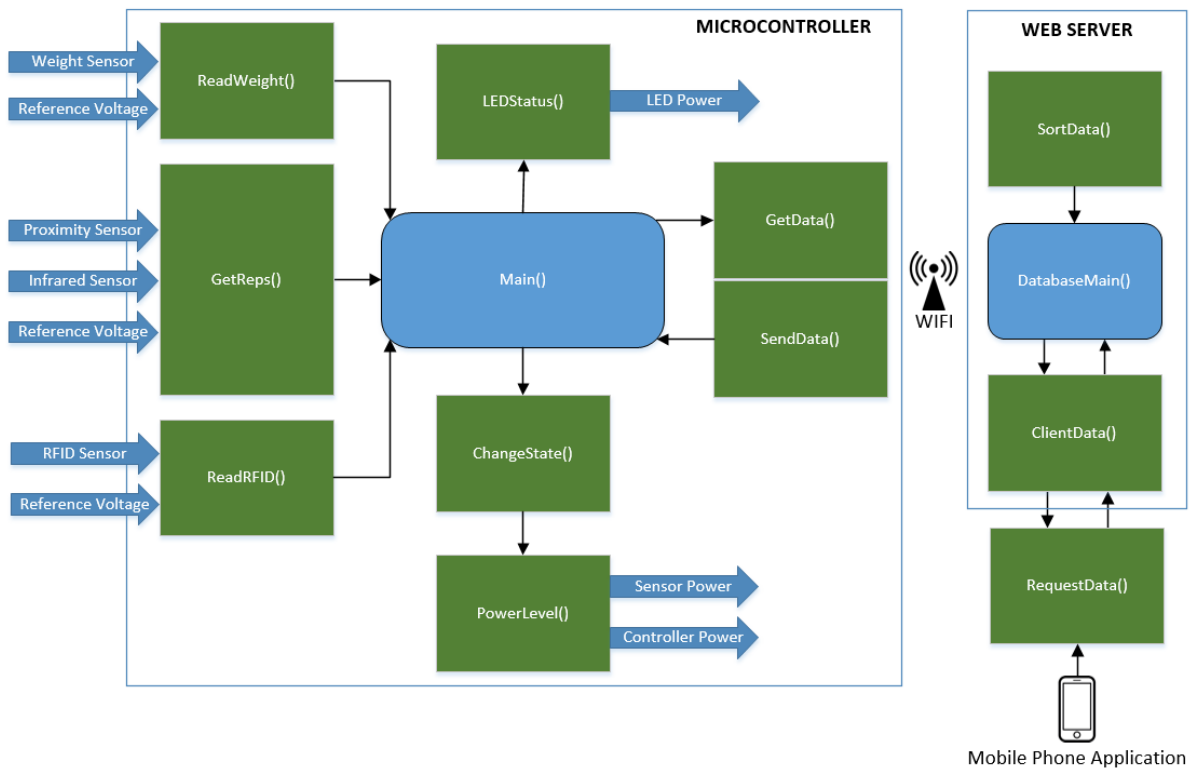 MICROCONTROLLER
WEB SERVER
Weight Sensor
Reference Voltage
ReadWeight()
LEDStatus()
LED Power
SortData()
Proximity Sensor
Infrared Sensor
Reference Voltage
GetReps()
Main()
GetData()
SendData()
WIFI
DatabaseMain()
RFID Sensor
Reference Voltage
ReadRFID()
ChangeState()
ClientData()
PowerLevel()
Sensor Power
Controller Power
RequestData()
Mobile Phone Application